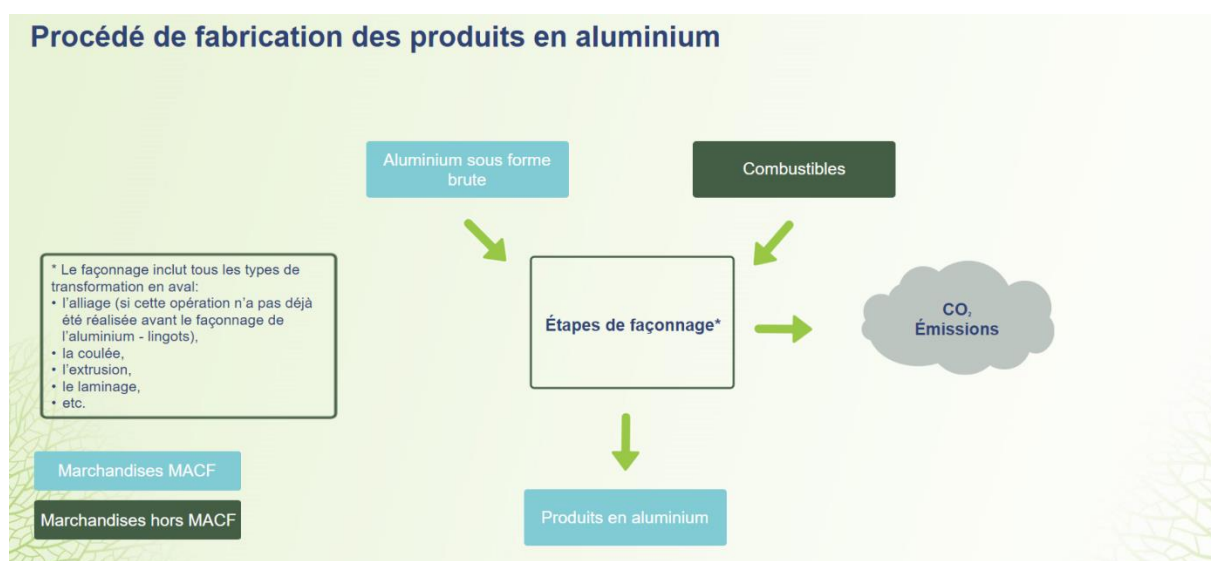 Procédé de fabrication des produits en aluminium
Aluminium sous forme
brute
Combustibles
* Le façonnage inclut tous les types de
transformation en aval:
• l’alliage (si cette opération n’a pas déjà
été réalisée avant le façonnage de
l’aluminium - lingots),
• la coulée,
• l’extrusion,
• le laminage,
• etc.
Étapes de façonnage*
CO₂
Émissions
Marchandises MACF
Marchandises hors MACF
Produits en aluminium